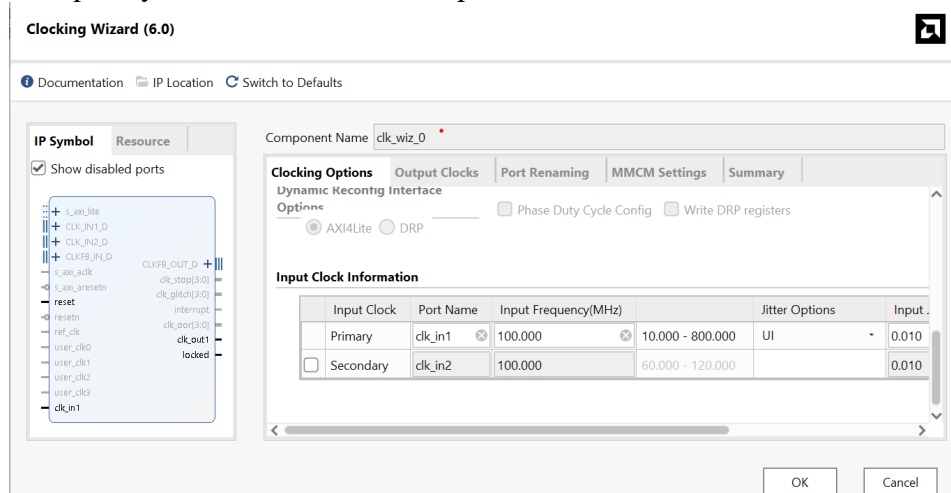 Clocking Wizard (6.0)
Documentation IP Location Switch to Defaults
IP Symbol Resource
Show disabled ports
s_axi_lite
CLK_IN1_D
CLK_IN2_D
CLKFB_IN_D
s_axi_aclk
s_axi_aresetn
reset
resetn
ref_clk
user_clk0
user_clk1
user_clk2
user_clk3
clk_in1
CLKFB_OUT_D
clk_stop[3:0]
clk_glitch[3:0]
interrupt
clk_oor[3:0]
clk_out1
locked
Component Name clk_wiz_0
Clocking Options Output Clocks Port Renaming MMCM Settings Summary
Dynamic Reconfig Interface
Options
Phase Duty Cycle Config Write DRP registers
AXI4Lite DRP
Input Clock Information
Input Clock Port Name Input Frequency(MHz) Jitter Options Input
Primary clk_in1 100.000 10.000 - 800.000 UI 0.010
Secondary clk_in2 100.000 60.000 - 120.000 0.010
OK Cancel